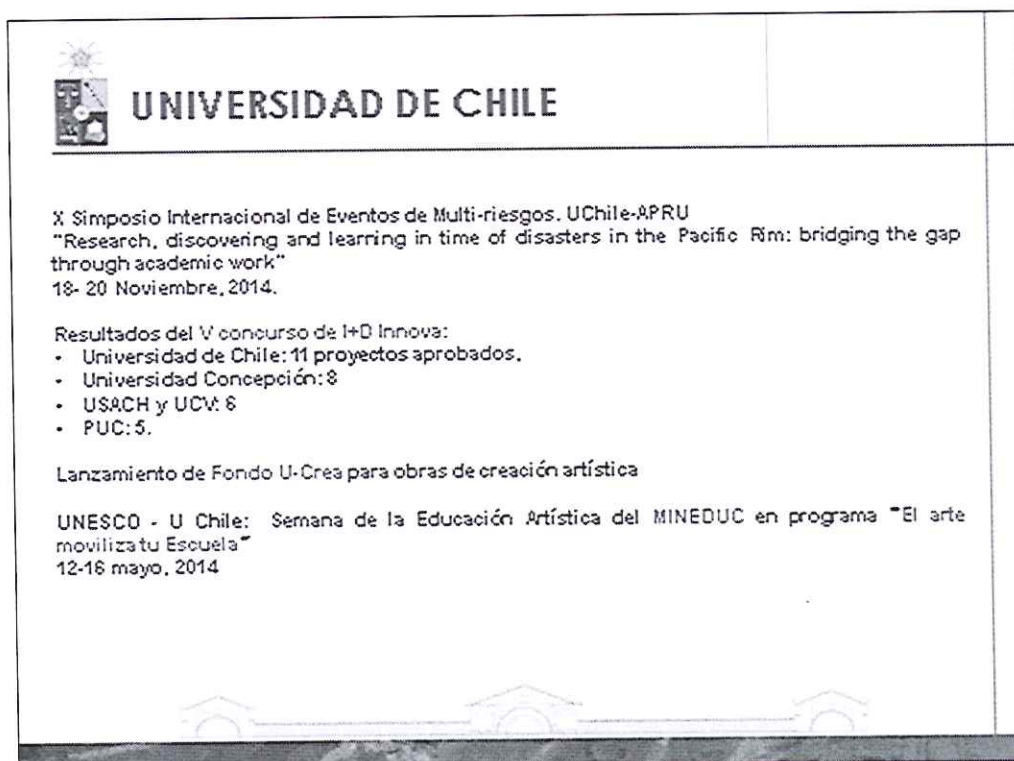 UNIVERSIDAD DE CHILE
X Simposio Internacional de Eventos de Multi-riesgos. UChile-APRU
"Research, discovering and learning in time of disasters in the Pacific Rim: bridging the gap
through academic work"
18- 20 Noviembre, 2014.
Resultados del V concurso de I+D Innova:
• Universidad de Chile: 11 proyectos aprobados.
• Universidad Concepción: 8
• USACH y UCV: 6
• PUC: 5.
Lanzamiento de Fondo U-Crea para obras de creación artística
UNESCO - U Chile: Semana de la Educación Artística del MINEDUC en programa "El arte
moviliza tu Escuela"
12-16 mayo, 2014